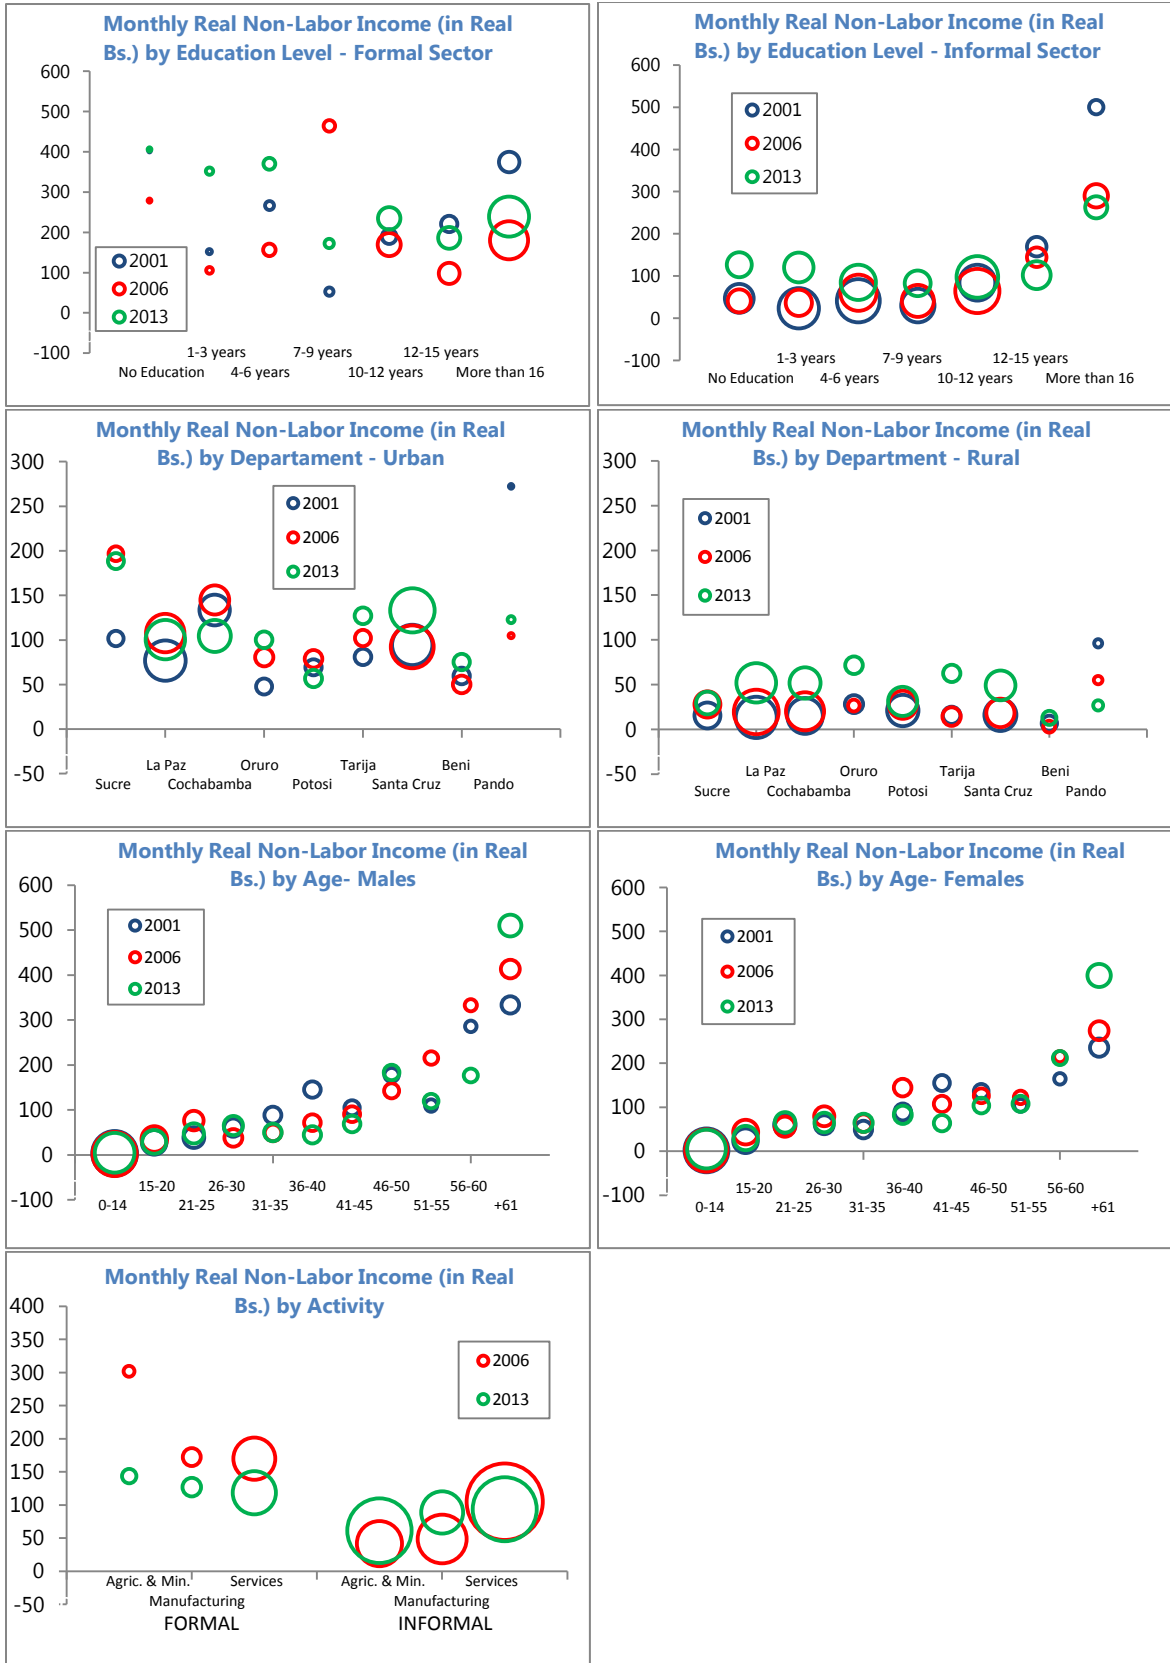 Monthly Real Non-Labor Income (in Real
Bs.) by Education Level - Formal Sector
600
500
400
300
200
100
0
-100
2001
2006
2013
1-3 years
7-9 years
12-15 years
No Education
4-6 years
10-12 years
More than 16
Monthly Real Non-Labor Income (in Real
Bs.) by Education Level - Informal Sector
600
500
400
300
200
100
0
-100
2001
2006
2013
1-3 years
7-9 years
12-15 years
No Education
4-6 years
10-12 years
More than 16
Monthly Real Non-Labor Income (in Real
Bs.) by Departament - Urban
300
250
200
150
100
50
0
-50
2001
2006
2013
La Paz
Oruro
Tarija
Beni
Sucre
Cochabamba
Potosi
Santa Cruz
Pando
Monthly Real Non-Labor Income (in Real
Bs.) by Department - Rural
300
250
200
150
100
50
0
-50
2001
2006
2013
La Paz
Oruro
Tarija
Beni
Sucre
Cochabamba
Potosi
Santa Cruz
Pando
Monthly Real Non-Labor Income (in Real
Bs.) by Age- Males
600
500
400
300
200
100
0
-100
2001
2006
2013
15-20
26-30
36-40
46-50
56-60
0-14
21-25
31-35
41-45
51-55
+61
Monthly Real Non-Labor Income (in Real
Bs.) by Age- Females
600
500
400
300
200
100
0
-100
2001
2006
2013
15-20
26-30
36-40
46-50
56-60
0-14
21-25
31-35
41-45
51-55
+61
Monthly Real Non-Labor Income (in Real
Bs.) by Activity
400
350
300
250
200
150
100
50
0
-50
2006
2013
Agric. & Min.
Services
Agric. & Min.
Services
Manufacturing
Manufacturing
FORMAL
INFORMAL